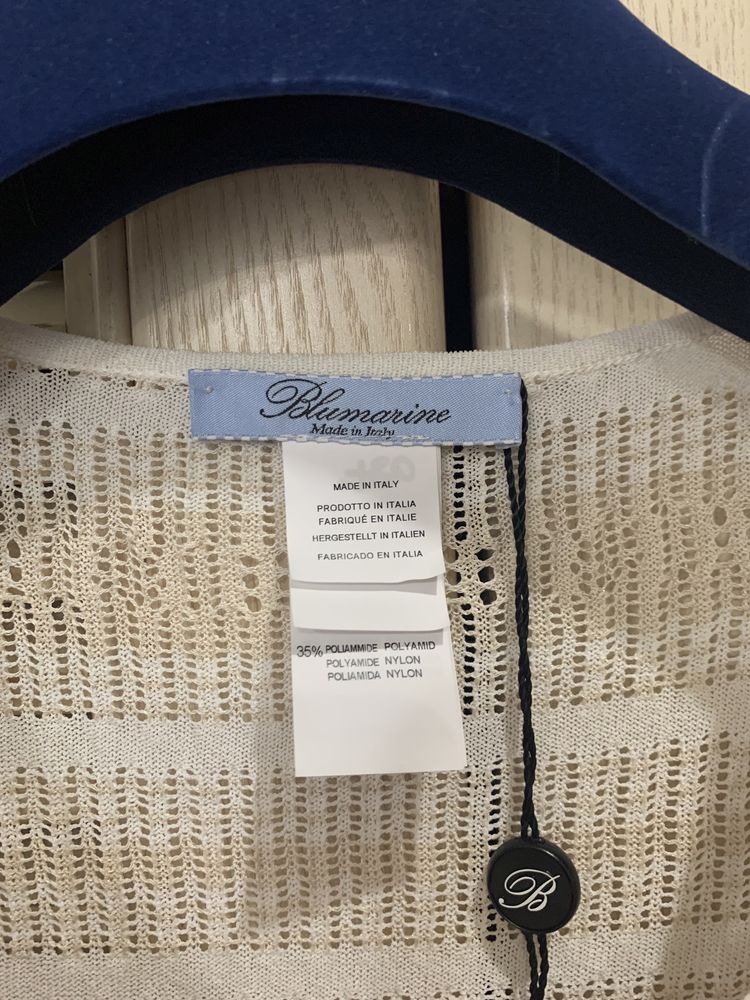 Blumarine
Made in Italy
MADE IN ITALY
PRODOTTO IN ITALIA
FABRIQUÉ EN ITALIE
HERGESTELLT IN ITALIEN
FABRICADO EN ITALIA
35% POLIAMMIDE POLYAMID
POLYAMIDE NYLON
POLIAMIDA NYLON
B